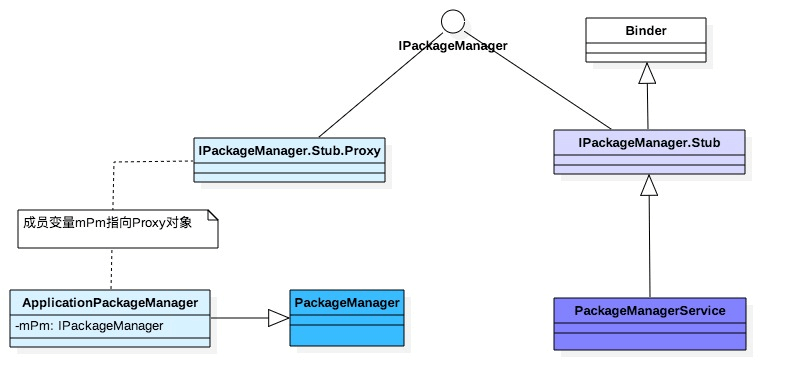 IPackageManager
Binder
IPackageManager.Stub.Proxy
IPackageManager.Stub
成员变量mPm指向Proxy对象
ApplicationPackageManager
-mPm: IPackageManager
PackageManager
PackageManagerService